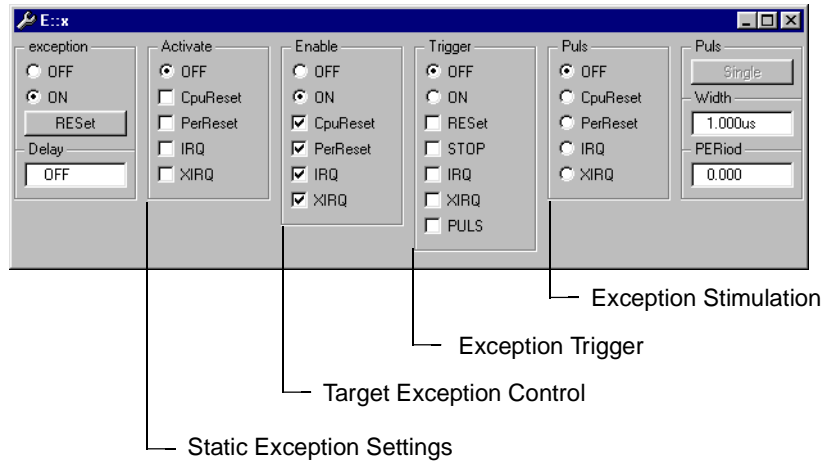 E::x
exception
OFF
ON
RESet
Delay
OFF
Activate
OFF
CpuReset
PerReset
IRQ
XIRQ
Enable
OFF
ON
CpuReset
PerReset
IRQ
XIRQ
Trigger
OFF
ON
RESet
STOP
IRQ
XIRQ
PULS
Puls
OFF
CpuReset
PerReset
IRQ
XIRQ
Puls
Single
Width
1.000us
PERiod
0.000
Exception Stimulation
Exception Trigger
Target Exception Control
Static Exception Settings